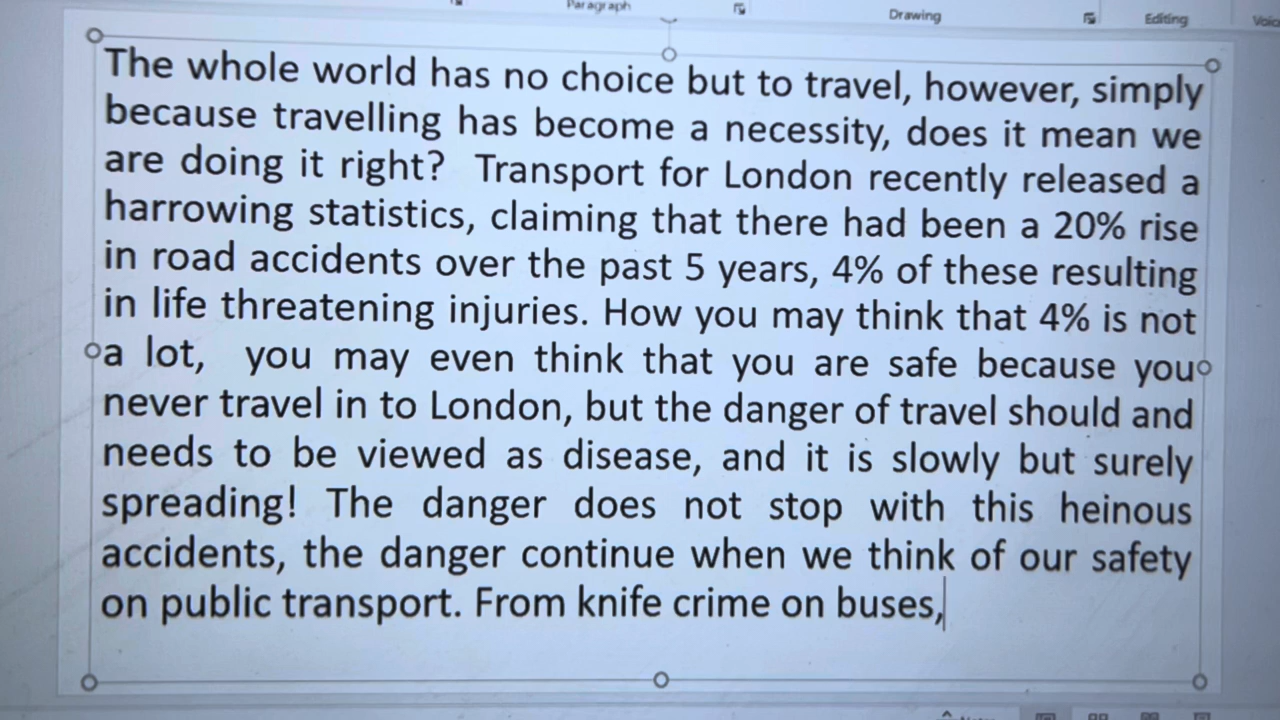 Paragraph
Drawing
Editing
The whole world has no choice but to travel, however, simply
because travelling has become a necessity, does it mean we
are doing it right? Transport for London recently released a
harrowing statistics, claiming that there had been a 20% rise
in road accidents over the past 5 years, 4% of these resulting
in life threatening injuries. How you may think that 4% is not
a lot, you may even think that you are safe because you
never travel in to London, but the danger of travel should and
needs to be viewed as disease, and it is slowly but surely
spreading! The danger does not stop with this heinous
accidents, the danger continue when we think of our safety
on public transport. From knife crime on buses,